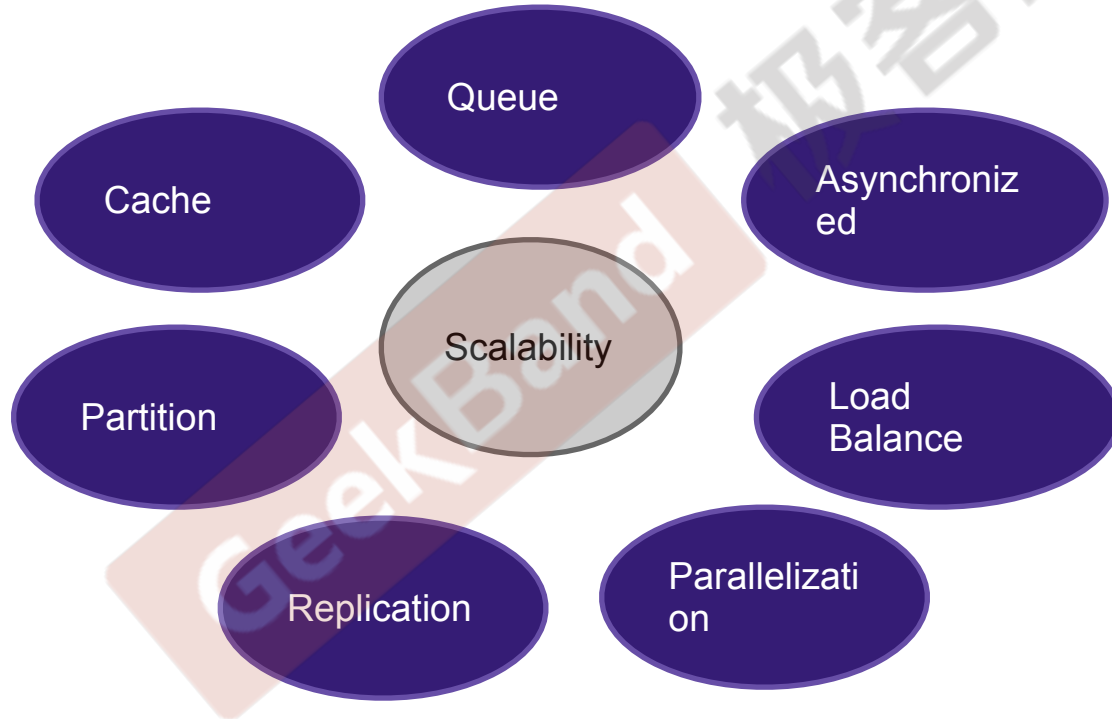 Queue
Cache
Asynchroniz
ed
Scalability
Partition
Load
Balance
Replication
Parallelizati
on
GeekBand
极客